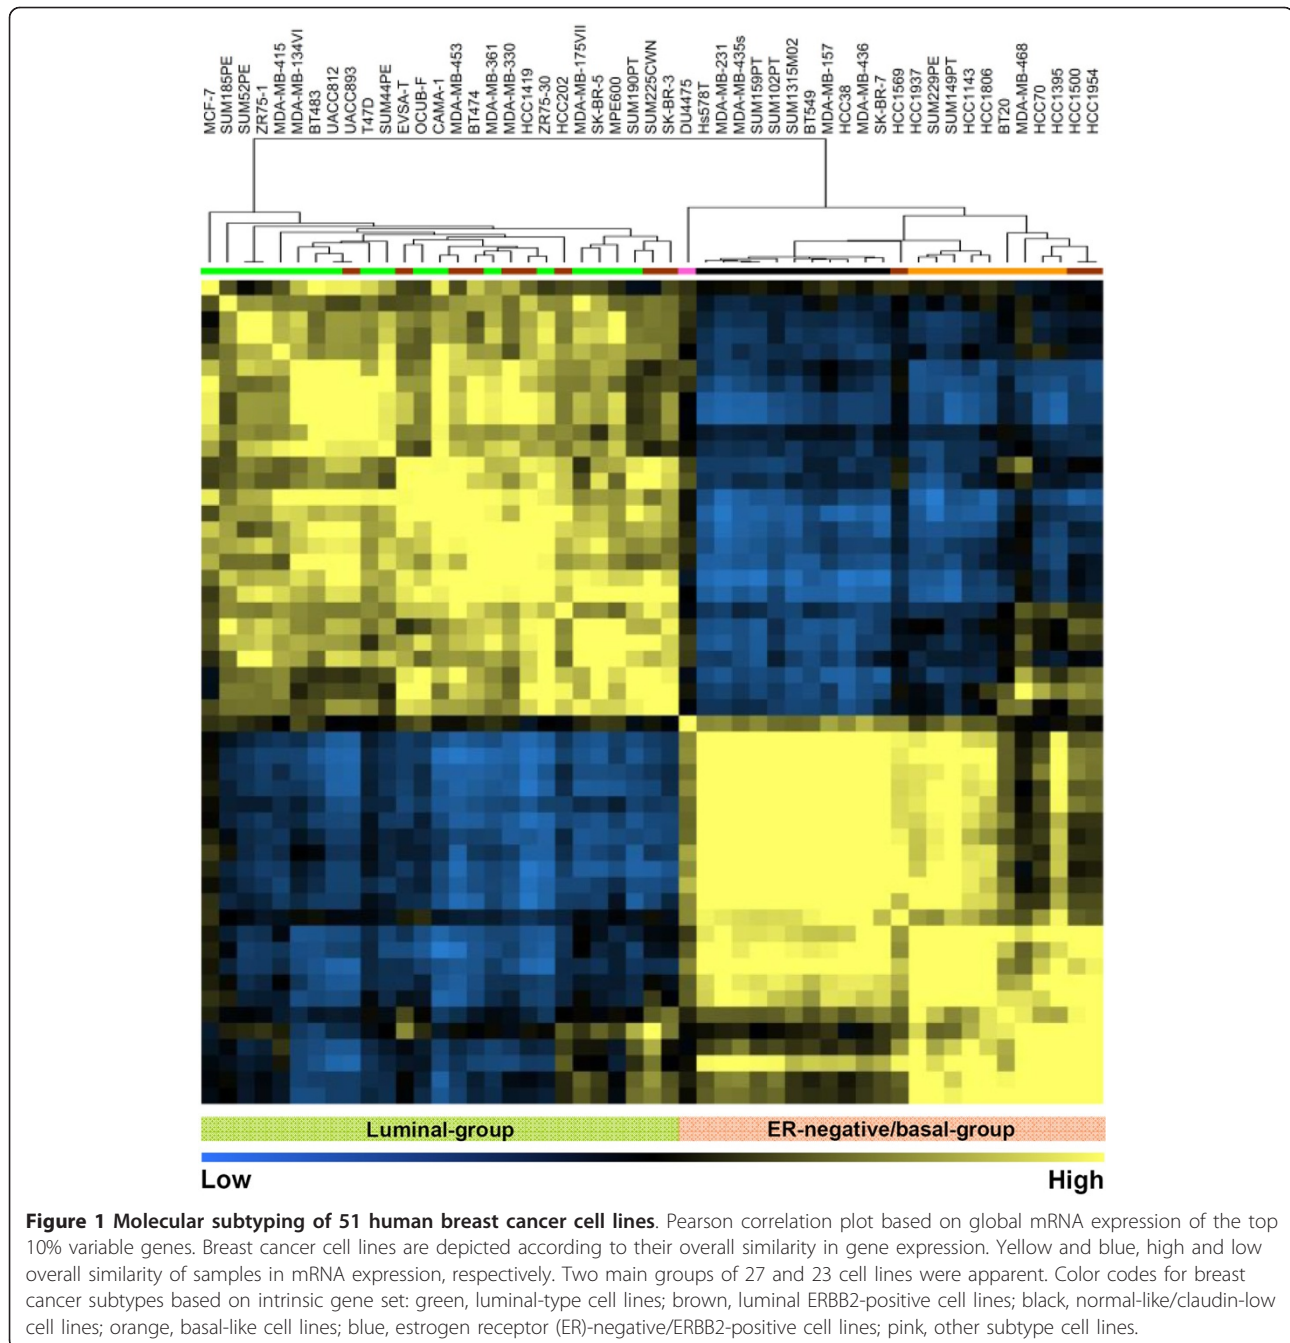 MCF-7
SUM185PE
SUM52PE
ZR75-1
MDA-MB-415
MDA-MB-134VI
BT483
UACC812
UACC893
T47D
SUM44PE
EVSA-T
OCUB-F
CAMA-1
MDA-MB-453
BT474
MDA-MB-361
MDA-MB-330
HCC1419
ZR75-30
HCC202
MDA-MB-175VII
SK-BR-5
MPE600
SUM190PT
SUM225CWN
SK-BR-3
DU4475
Hs578T
MDA-MB-231
MDA-MB-435s
SUM159PT
SUM102PT
SUM1315M02
BT549
MDA-MB-157
HCC38
MDA-MB-436
SK-BR-7
HCC1569
HCC1937
SUM229PE
SUM149PT
HCC1143
HCC1806
BT20
MDA-MB-468
HCC70
HCC1395
HCC1500
HCC1954
Luminal-group
ER-negative/basal-group
Low
High
Figure 1 Molecular subtyping of 51 human breast cancer cell lines. Pearson correlation plot based on global mRNA expression of the top
10% variable genes. Breast cancer cell lines are depicted according to their overall similarity in gene expression. Yellow and blue, high and low
overall similarity of samples in mRNA expression, respectively. Two main groups of 27 and 23 cell lines were apparent. Color codes for breast
cancer subtypes based on intrinsic gene set: green, luminal-type cell lines; brown, luminal ERBB2-positive cell lines; black, normal-like/claudin-low
cell lines; orange, basal-like cell lines; blue, estrogen receptor (ER)-negative/ERBB2-positive cell lines; pink, other subtype cell lines.